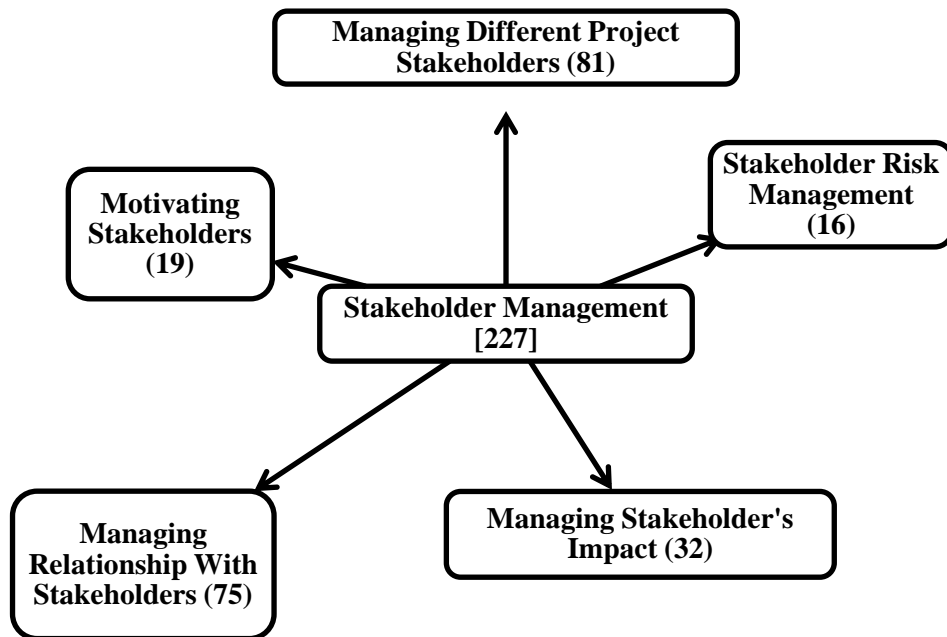 Managing Different Project
Stakeholders (81)
Stakeholder Risk
Management
(16)
Motivating
Stakeholders
(19)
Stakeholder Management
[227]
Managing
Relationship With
Stakeholders (75)
Managing Stakeholder's
Impact (32)